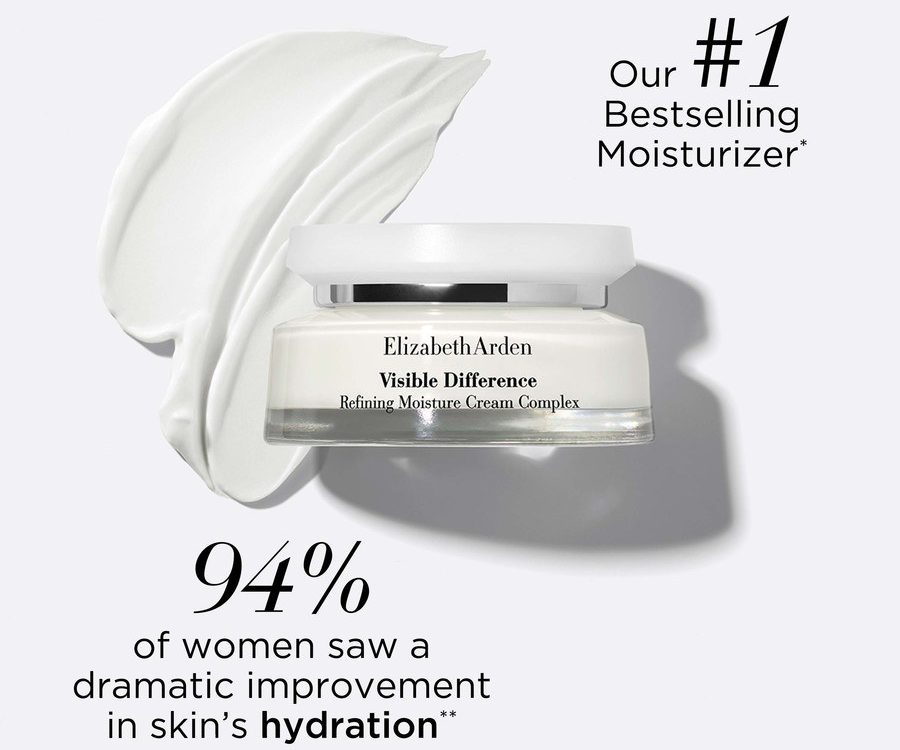 Our #1
Bestselling
Moisturizer*
Elizabeth Arden
Visible Difference
Refining Moisture Cream Complex
94%
of women saw a
dramatic improvement
in skin's hydration**